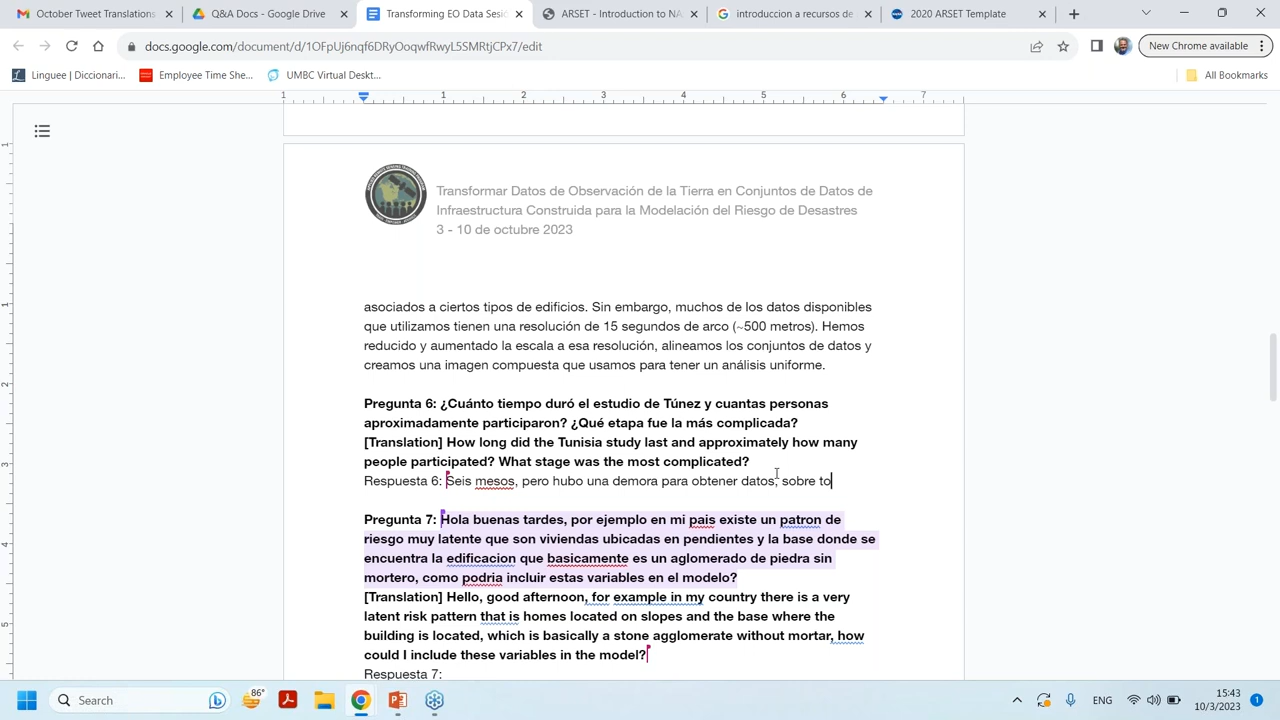 October Tweet Translations
Q&A Docs - Google Drive
Transforming EO Data Sesió
ARSET - Introduction to NA
introduccion a recursos de
2020 ARSET Template
docs.google.com/document/d/1OFpUj6nqf6DRyToqwfRwyL5SMRtjCPx7/edit
New Chrome available
Linguee | Diccionari...
Employee Time She...
UMBC Virtual Deskt...
All Bookmarks
1 1 2 3 4 5 6 7
Transformar Datos de Observación de la Tierra en Conjuntos de Datos de
Infraestructura Construida para la Modelación del Riesgo de Desastres
3 - 10 de octubre 2023
asociados a ciertos tipos de edificios. Sin embargo, muchos de los datos disponibles
que utilizamos tienen una resolución de 15 segundos de arco (~500 metros). Hemos
reducido y aumentado la escala a esa resolución, alineamos los conjuntos de datos y
creamos una imagen compuesta que usamos para tener un análisis uniforme.
Pregunta 6: ¿Cuánto tiempo duró el estudio de Túnez y cuantas personas
aproximadamente participaron? ¿Qué etapa fue la más complicada?
[Translation] How long did the Tunisia study last and approximately how many
people participated? What stage was the most complicated?
Respuesta 6: Seis mesos, pero hubo una demora para obtener datos, sobre to
Pregunta 7: Hola buenas tardes, por ejemplo en mi pais existe un patron de
riesgo muy latente que son viviendas ubicadas en pendientes y la base donde se
encuentra la edificacion que basicamente es un aglomerado de piedra sin
mortero, como podria incluir estas variables en el modelo?
[Translation] Hello, good afternoon, for example in my country there is a very
latent risk pattern that is homes located on slopes and the base where the
building is located, which is basically a stone agglomerate without mortar, how
could I include these variables in the model?
Respuesta 7:
Search
86°
ENG
15:43
10/3/2023
1